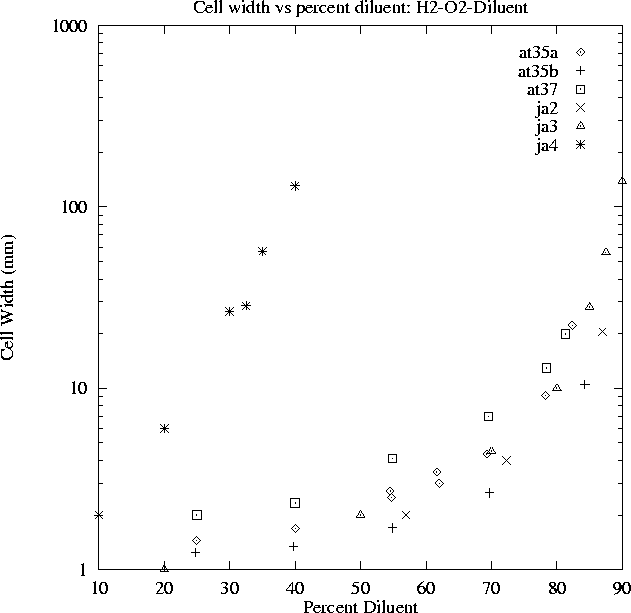 Cell width vs percent diluent: H2-O2-Diluent
1000
100
10
1
Cell Width (mm)
at35a
at35b
at37
ja2
ja3
ja4
10 20 30 40 50 60 70 80 90
Percent Diluent